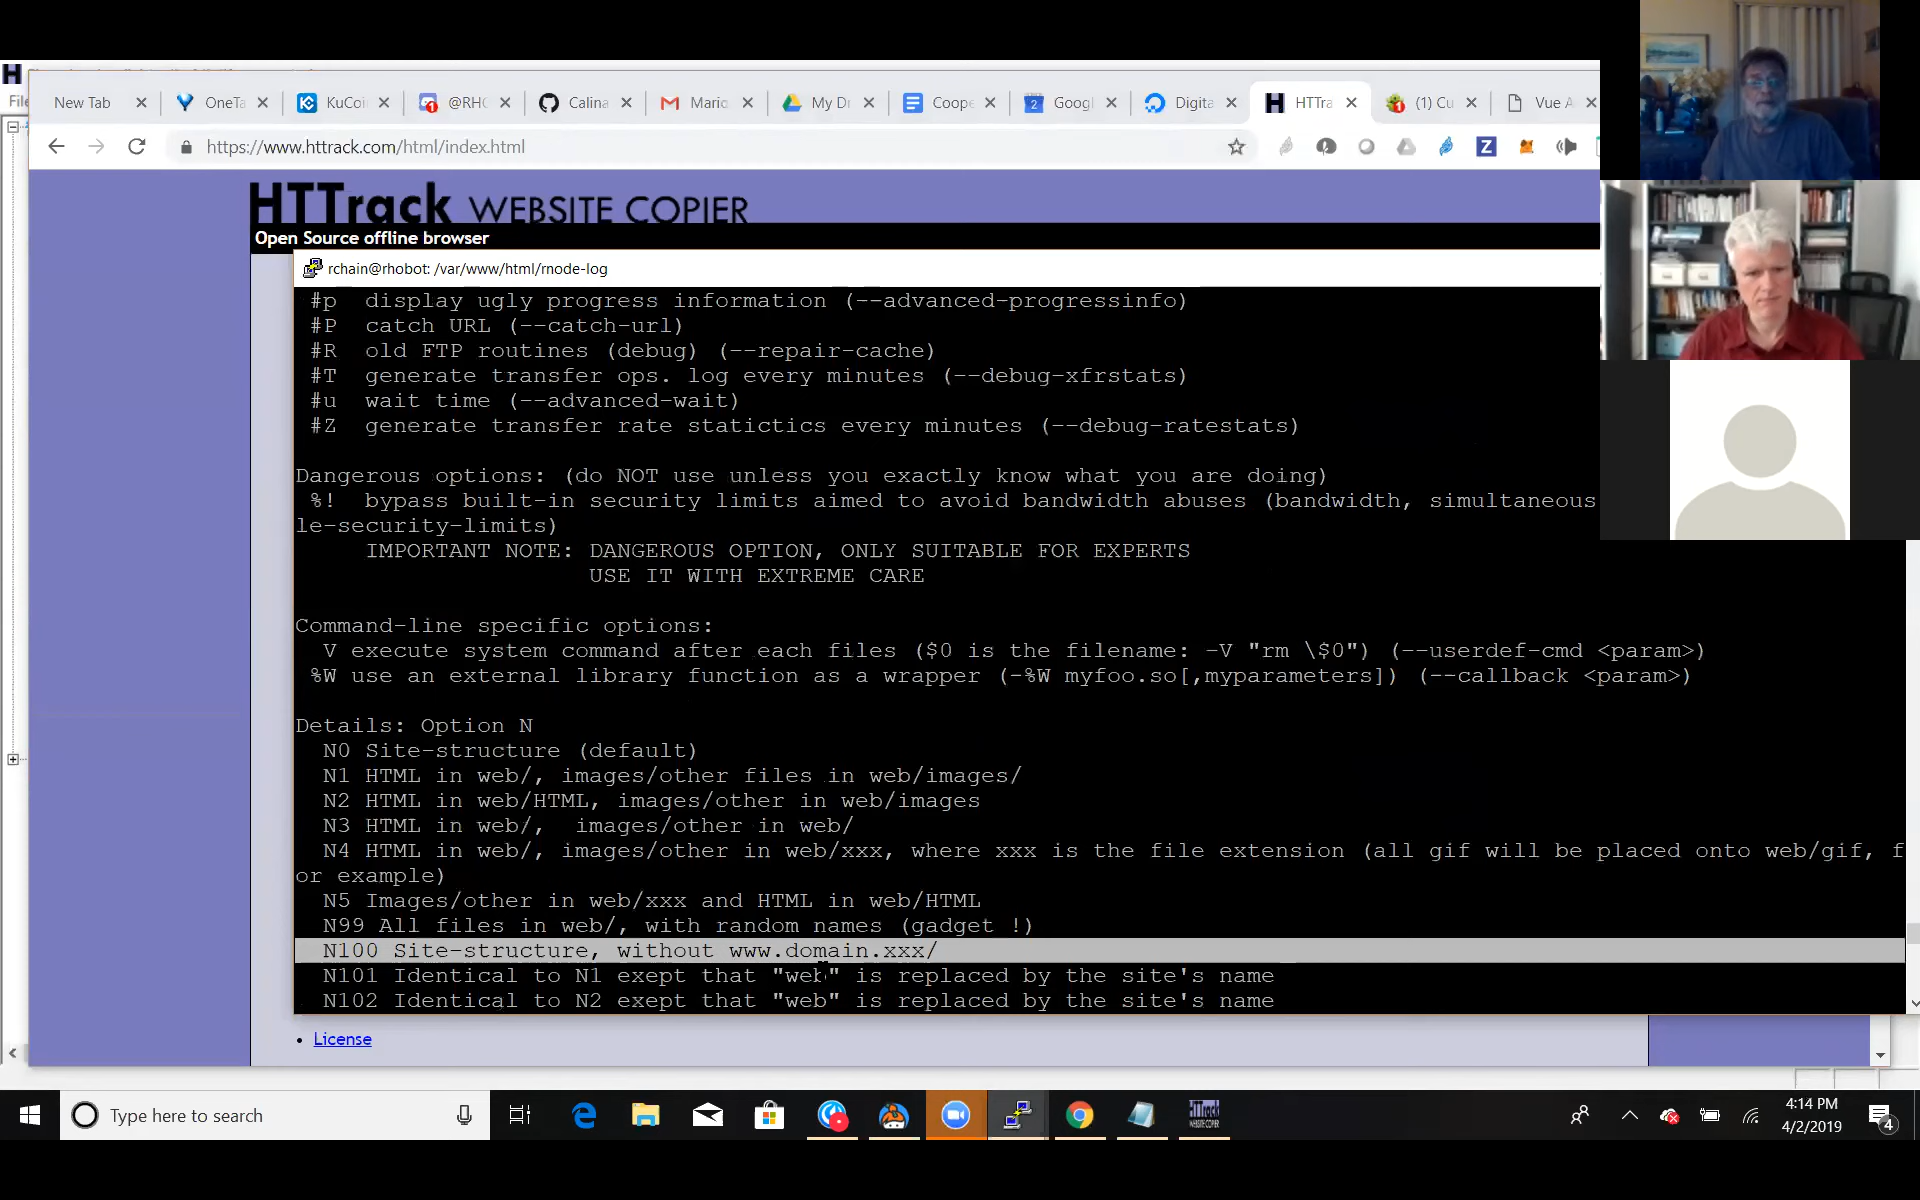 File
New Tab
OneTa
KuCoi
@RHO
Calina
Mario
My Dr
Coope
Googl
2
Digita
HTTra
(1) Cu
Vue A
https://www.httrack.com/html/index.html
Z
HTTrack WEBSITE COPIER
Open Source offline browser
rchain@rhobot: /var/www/html/rnode-log
#p display ugly progress information (--advanced-progressinfo)
#P catch URL (--catch-url)
#R old FTP routines (debug) (--repair-cache)
#T generate transfer ops. log every minutes (--debug-xfrstats)
#u wait time (--advanced-wait)
#Z generate transfer rate statictics every minutes (--debug-ratestats)
Dangerous options: (do NOT use unless you exactly know what you are doing)
%! bypass built-in security limits aimed to avoid bandwidth abuses (bandwidth, simultaneous
le-security-limits)
IMPORTANT NOTE: DANGEROUS OPTION, ONLY SUITABLE FOR EXPERTS
USE IT WITH EXTREME CARE
Command-line specific options:
V execute system command after each files ($0 is the filename: -V "rm \$0") (--userdef-cmd <param>)
%W use an external library function as a wrapper (-%W myfoo.so[,myparameters]) (--callback <param>)
Details: Option N
N0 Site-structure (default)
N1 HTML in web/, images/other files in web/images/
N2 HTML in web/HTML, images/other in web/images
N3 HTML in web/, images/other in web/
N4 HTML in web/, images/other in web/xxx, where xxx is the file extension (all gif will be placed onto web/gif, f
or example)
N5 Images/other in web/xxx and HTML in web/HTML
N99 All files in web/, with random names (gadget !)
N100 Site-structure, without www.domain.xxx/
N101 Identical to N1 exept that "web" is replaced by the site's name
N102 Identical to N2 exept that "web" is replaced by the site's name
License
Type here to search
HTTrack
WEBSITE
COPIER
4:14 PM
4/2/2019
4